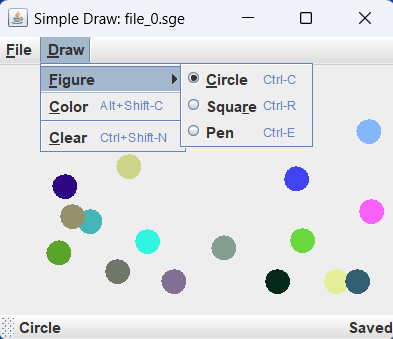 Simple Draw: file_0.sge
File Draw
Figure
Color Alt+Shift-C
Clear Ctrl+Shift-N
Circle Ctrl-C
Square Ctrl-R
Pen Ctrl-E
Circle Saved